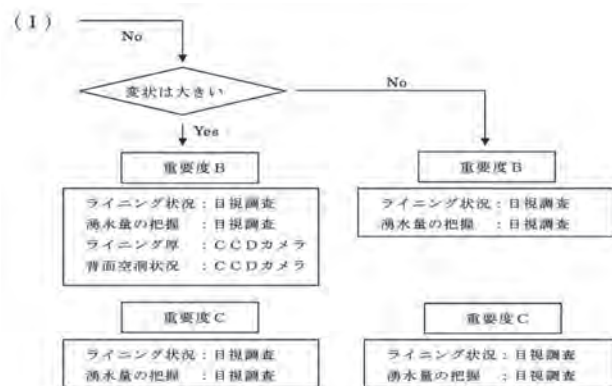 （Ⅰ）
No
変状は大きい
No
Yes
重要度B
重要度B
ライニング状況：目視調査
湧水量の把握　：目視調査
ライニング厚　：ＣＣＤカメラ
背面空洞状況　：ＣＣＤカメラ
ライニング状況：目視調査
湧水量の把握　：目視調査
重要度C
重要度C
ライニング状況：目視調査
湧水量の把握　：目視調査
ライニング状況：目視調査
湧水量の把握　：目視調査